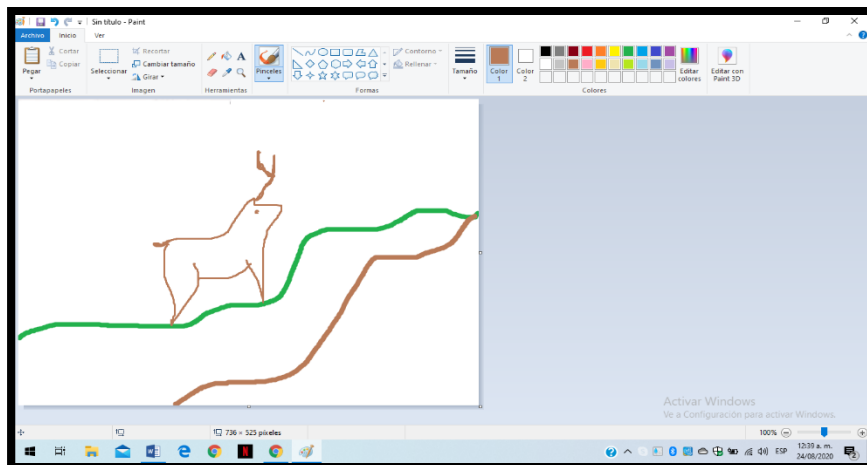 Sin título - Paint
Archivo Inicio Ver
Pegar
Cortar
Copiar
Portapapeles
Seleccionar
Recortar
Cambiar tamaño
Girar
Imagen
Herramientas
Pinceles
Contorno
Rellenar
Formas
Tamaño
Color 1
Color 2
Editar colores
Editar con Paint 3D
Colores
Activar Windows
Ve a Configuración para activar Windows.
736 × 525 píxeles
100%
ESP
12:39 a. m.
24/08/2020